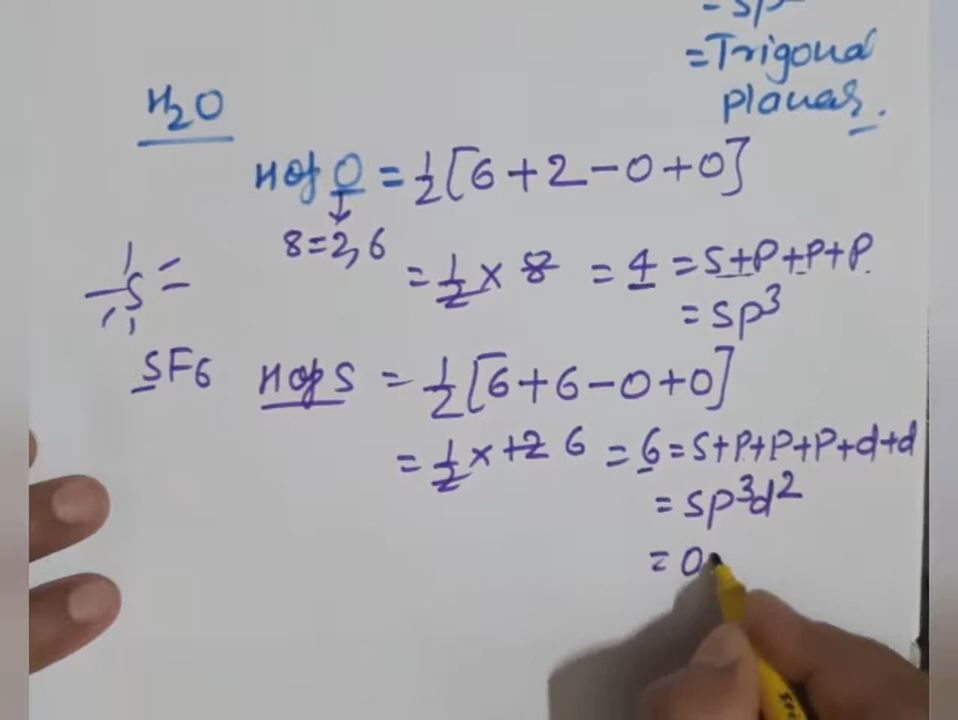 = Trigonal
planar.
H2O
H of O = 1/2 [6 + 2 - 0 + 0]
8 = 2, 6
= 1/2 × 8 = 4 = s+p+p+p
= sp³
S
SF6 H of S = 1/2 [6 + 6 - 0 + 0]
= 1/2 × 12 6 = 6 = s+p+p+p+d+d
= sp³d²
= O